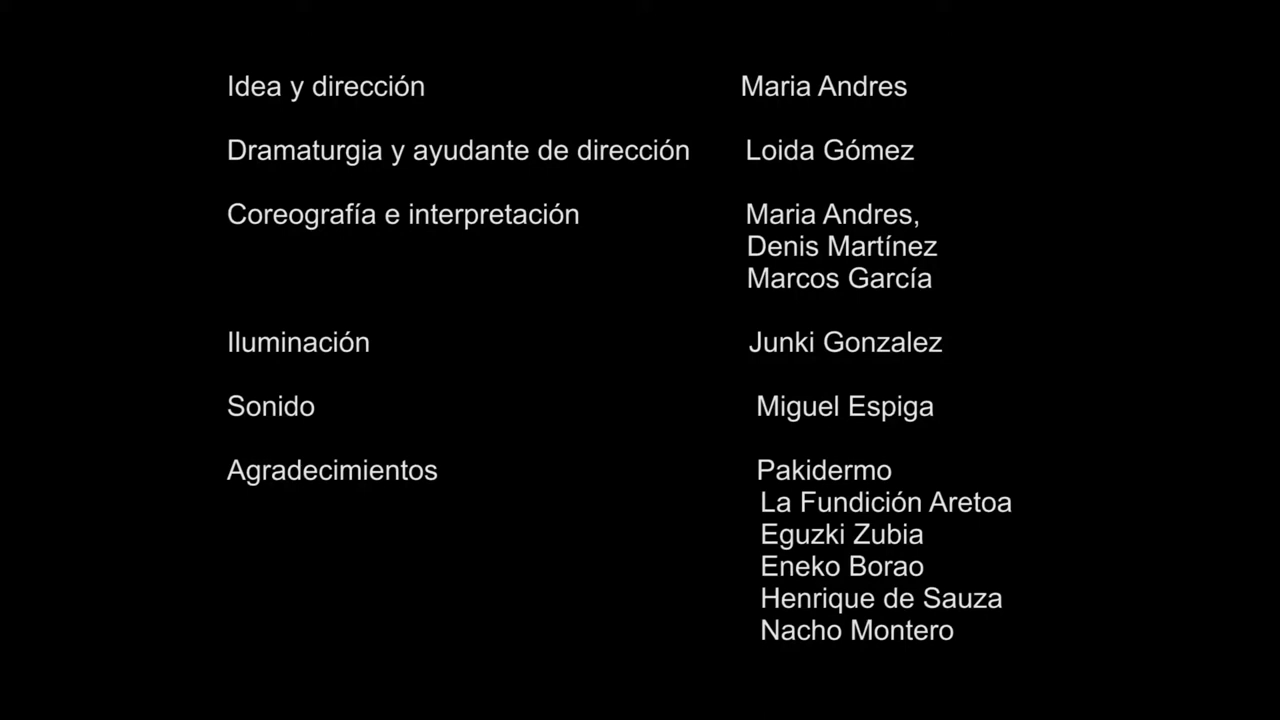 Idea y dirección Maria Andres
Dramaturgia y ayudante de dirección Loida Gómez
Coreografía e interpretación Maria Andres,
Denis Martínez
Marcos García
Iluminación Junki Gonzalez
Sonido Miguel Espiga
Agradecimientos Pakidermo
La Fundición Aretoa
Eguzki Zubia
Eneko Borao
Henrique de Sauza
Nacho Montero